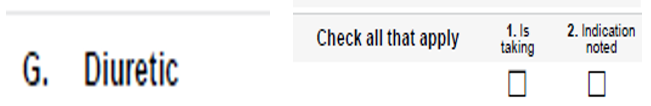 G. Diuretic
Check all that apply
1. Is taking
2. Indication noted